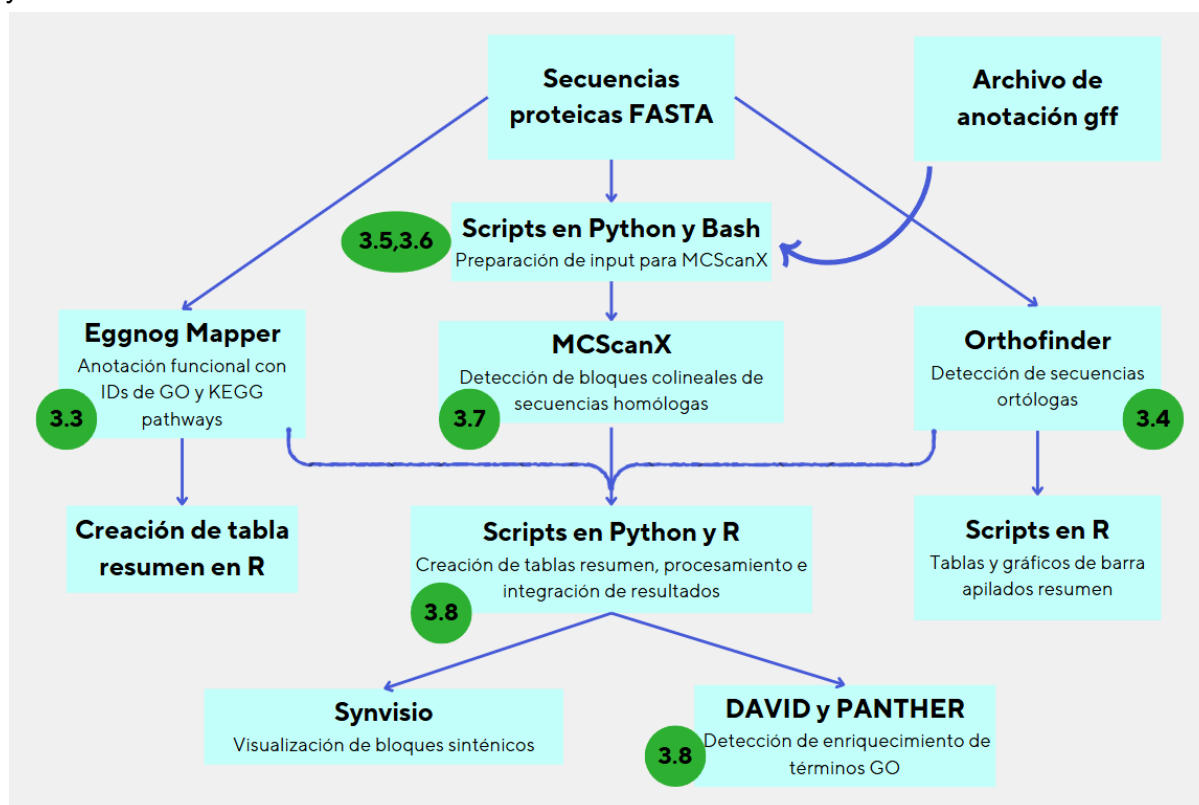 y
Secuencias
proteicas FASTA
Archivo de
anotación gff
3.5,3.6
Scripts en Python y Bash
Preparación de input para MCScanX
Eggnog Mapper
Anotación funcional con
IDs de GO y KEGG
pathways
3.3
MCScanX
Detección de bloques colineales de
secuencias homólogas
3.7
Orthofinder
Detección de secuencias
ortólogas
3.4
Creación de tabla
resumen en R
Scripts en Python y R
Creación de tablas resumen, procesamiento e
integración de resultados
3.8
Scripts en R
Tablas y gráficos de barra
apilados resumen
Synvisio
Visualización de bloques sinténicos
DAVID y PANTHER
Detección de enriquecimiento de
términos GO
3.8